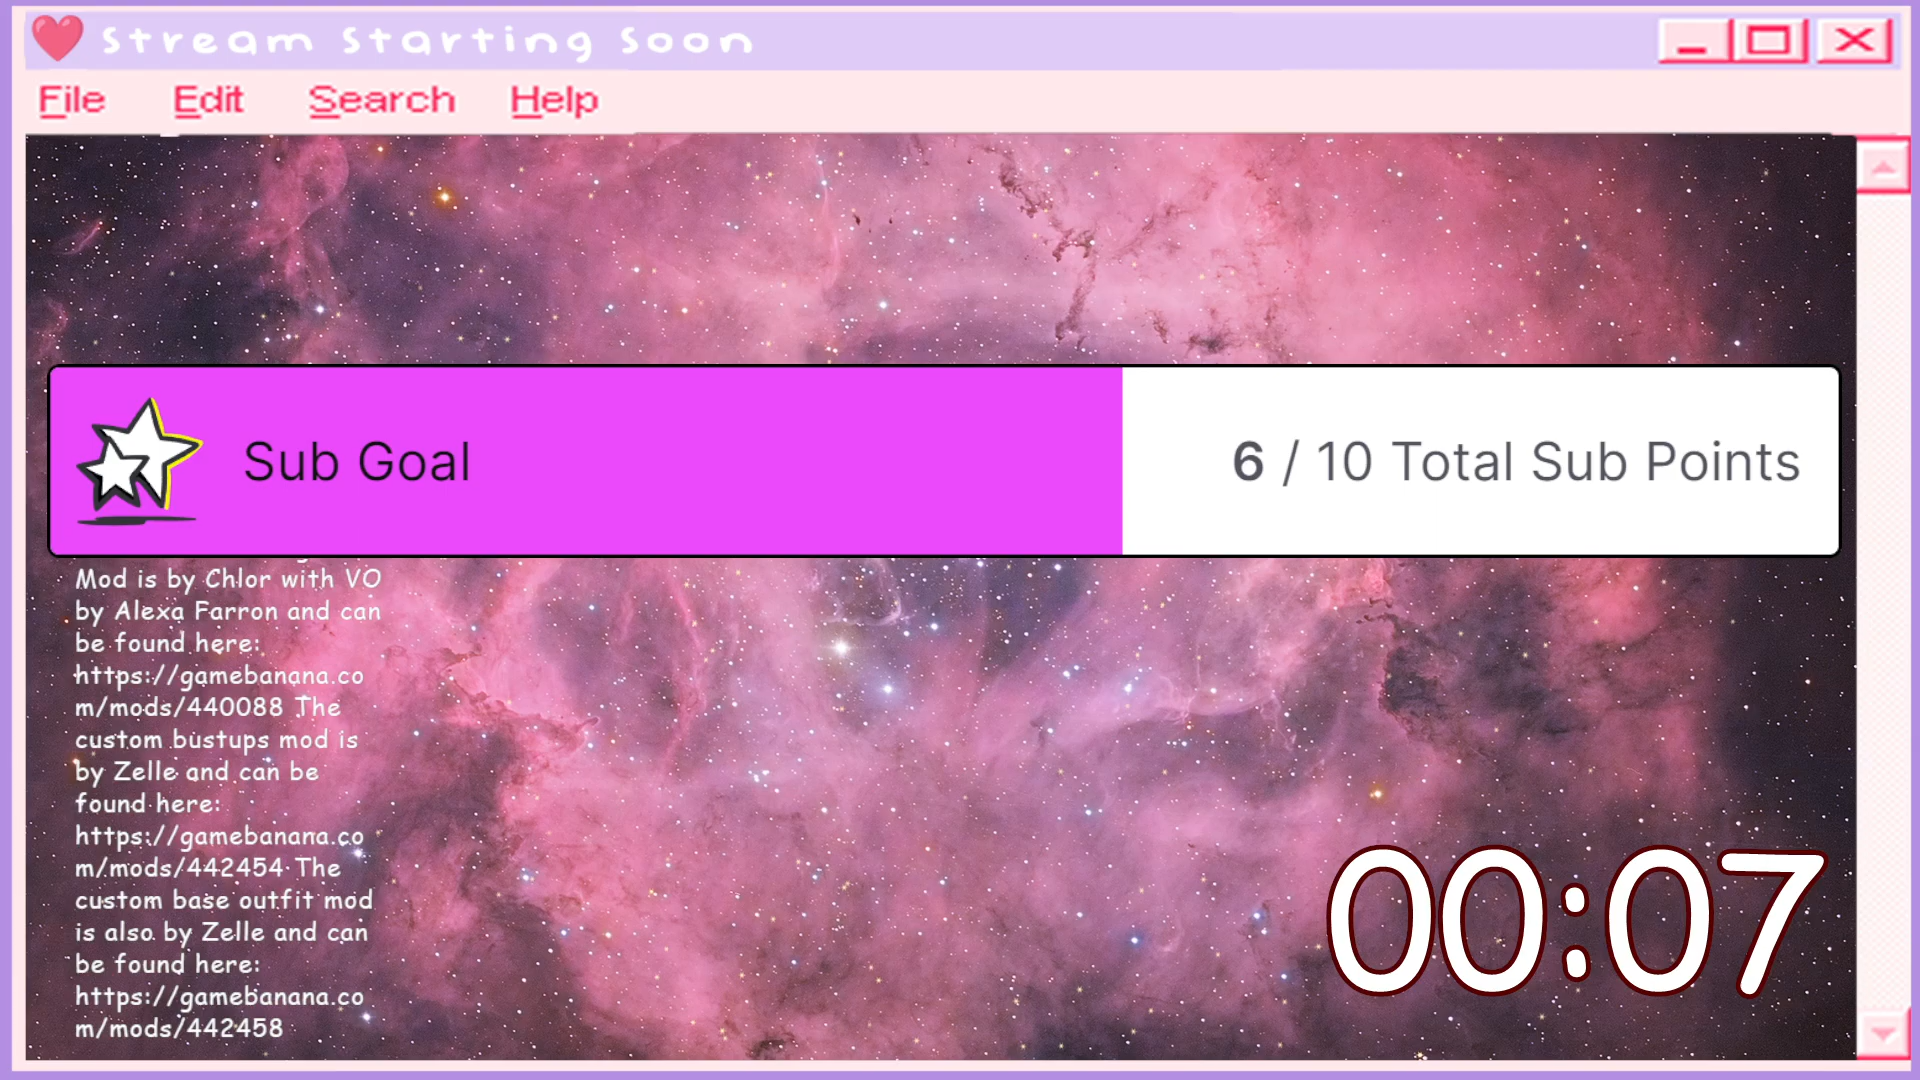 Stream Starting Soon
File Edit Search Help
Sub Goal
6 / 10 Total Sub Points
Mod is by Chlor with VO
by Alexa Farron and can
be found here:
https://gamebanana.co
m/mods/440088 The
custom bustups mod is
by Zelle and can be
found here:
https://gamebanana.co
m/mods/442454 The
custom base outfit mod
is also by Zelle and can
be found here:
https://gamebanana.co
m/mods/442458
00:07